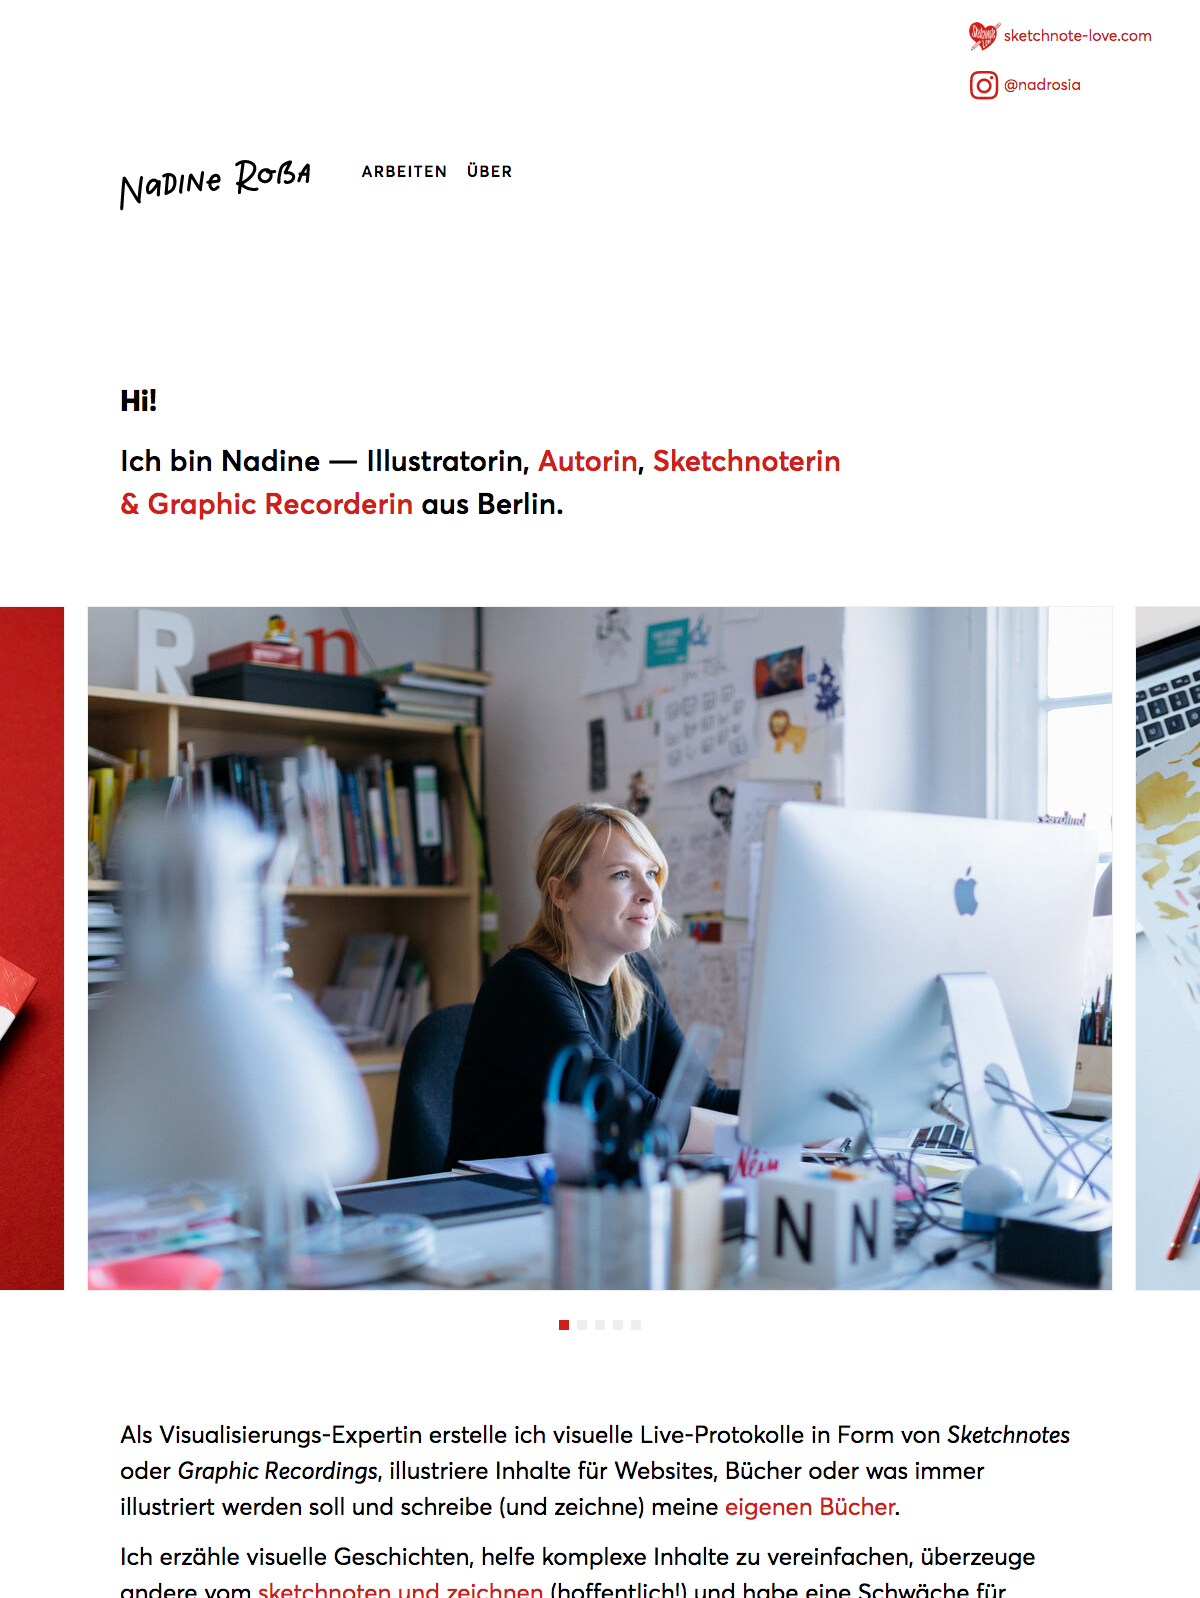 sketchnote-love.com
@nadrosia
NaDINe RoßA
ARBEITEN ÜBER
Hi!
Ich bin Nadine — Illustratorin, Autorin, Sketchnoterin
& Graphic Recorderin aus Berlin.
R n
Nein
N N
Als Visualisierungs-Expertin erstelle ich visuelle Live-Protokolle in Form von Sketchnotes
oder Graphic Recordings, illustriere Inhalte für Websites, Bücher oder was immer
illustriert werden soll und schreibe (und zeichne) meine eigenen Bücher.
Ich erzähle visuelle Geschichten, helfe komplexe Inhalte zu vereinfachen, überzeuge
andere vom sketchnoten und zeichnen (hoffentlich!) und habe eine Schwäche für